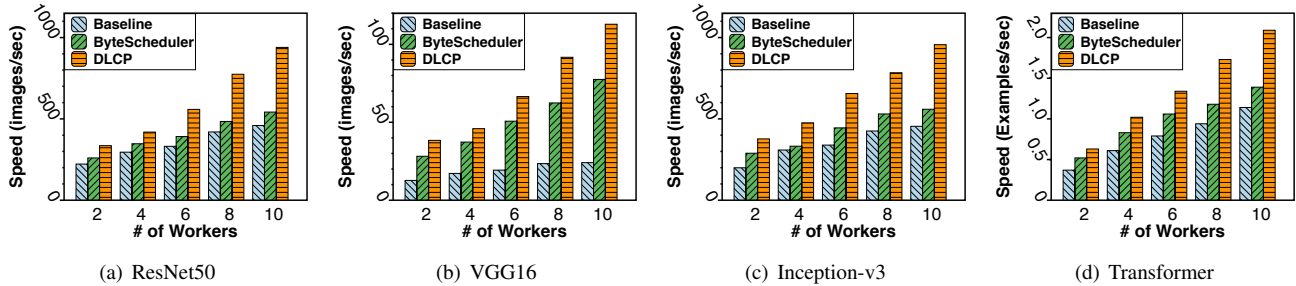 Speed (images/sec)
0
500
1000
Baseline
ByteScheduler
DLCP
2 4 6 8 10
# of Workers
(a) ResNet50
Speed (images/sec)
0
50
100
Baseline
ByteScheduler
DLCP
2 4 6 8 10
# of Workers
(b) VGG16
Speed (images/sec)
0
500
1000
Baseline
ByteScheduler
DLCP
2 4 6 8 10
# of Workers
(c) Inception-v3
Speed (Examples/sec)
0
0.5
1.0
1.5
2.0
Baseline
ByteScheduler
DLCP
2 4 6 8 10
# of Workers
(d) Transformer